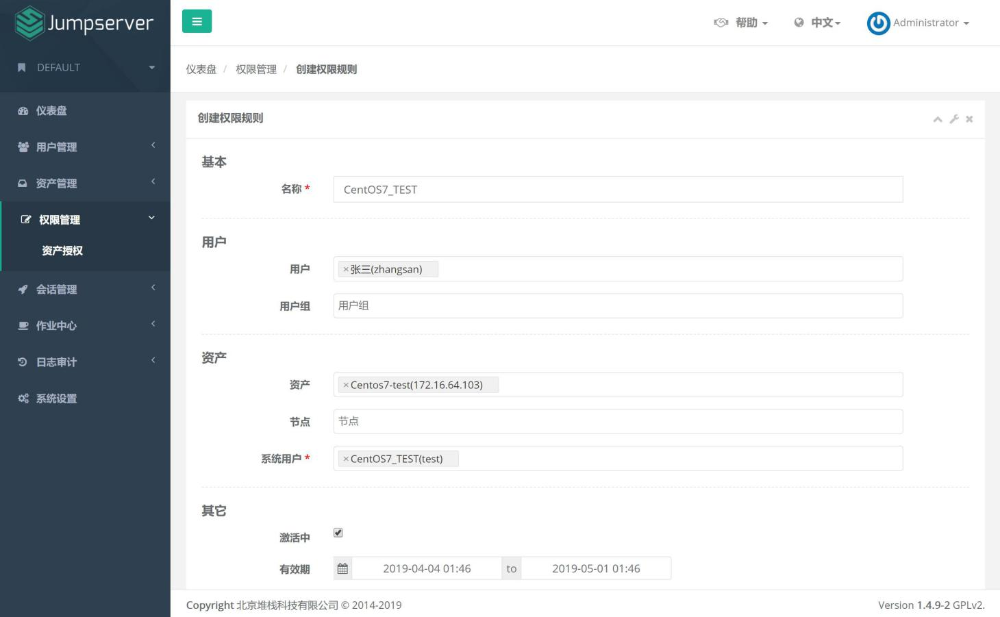 Jumpserver
帮助
中文
Administrator
DEFAULT
仪表盘 / 权限管理 / 创建权限规则
仪表盘
用户管理
资产管理
权限管理
资产授权
会话管理
作业中心
日志审计
系统设置
创建权限规则
基本
名称 * CentOS7_TEST
用户
用户 ×张三(zhangsan)
用户组 用户组
资产
资产 ×Centos7-test(172.16.64.103)
节点 节点
系统用户 * ×CentOS7_TEST(test)
其它
激活中
有效期 2019-04-04 01:46 to 2019-05-01 01:46
Copyright 北京堆栈科技有限公司 © 2014-2019
Version 1.4.9-2 GPLv2.